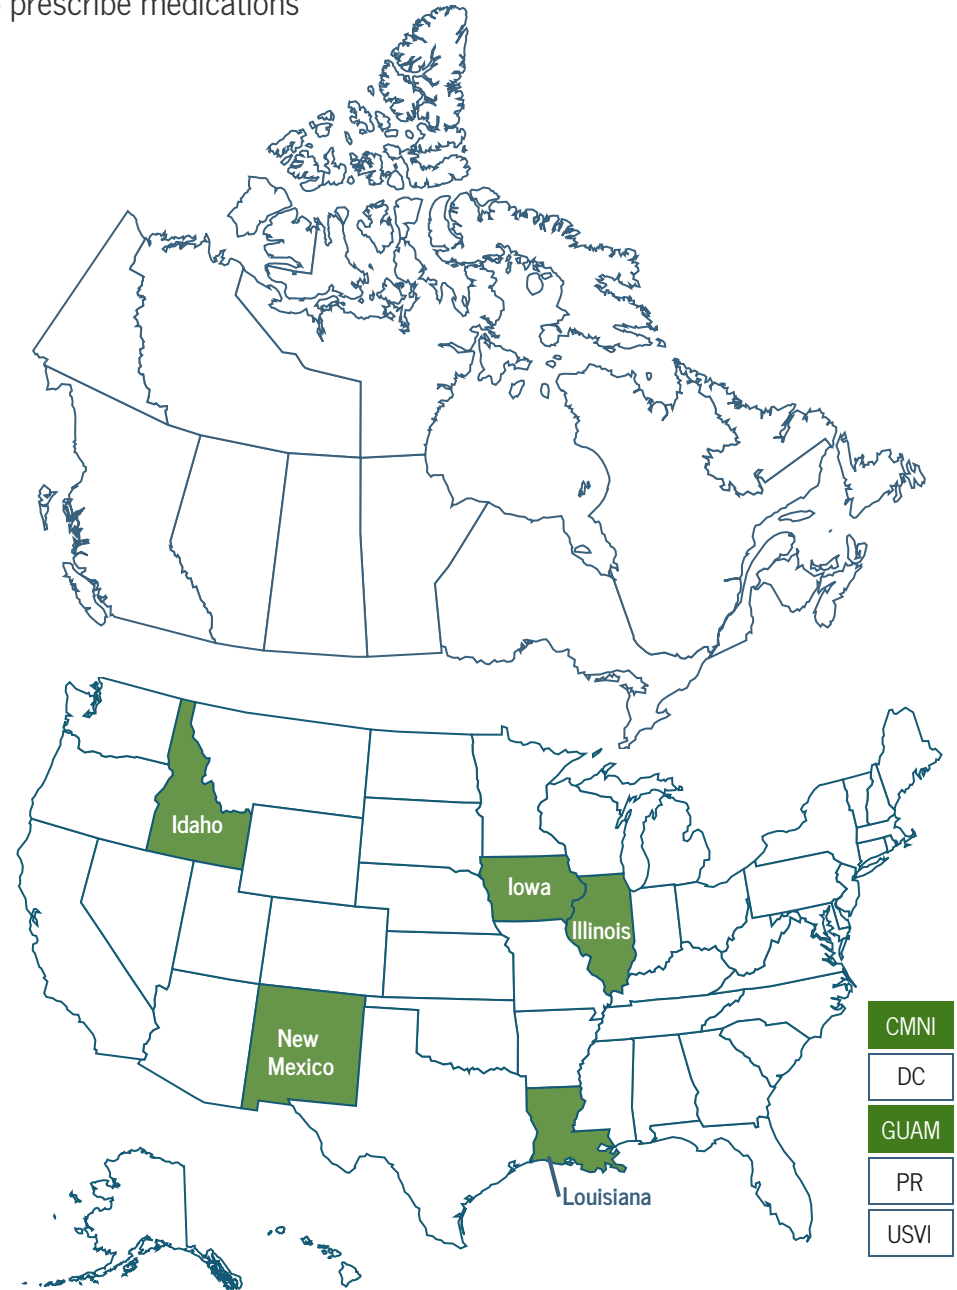 prescribe medications
Idaho
Iowa
Illinois
New
Mexico
Louisiana
CMNI
DC
GUAM
PR
USVI